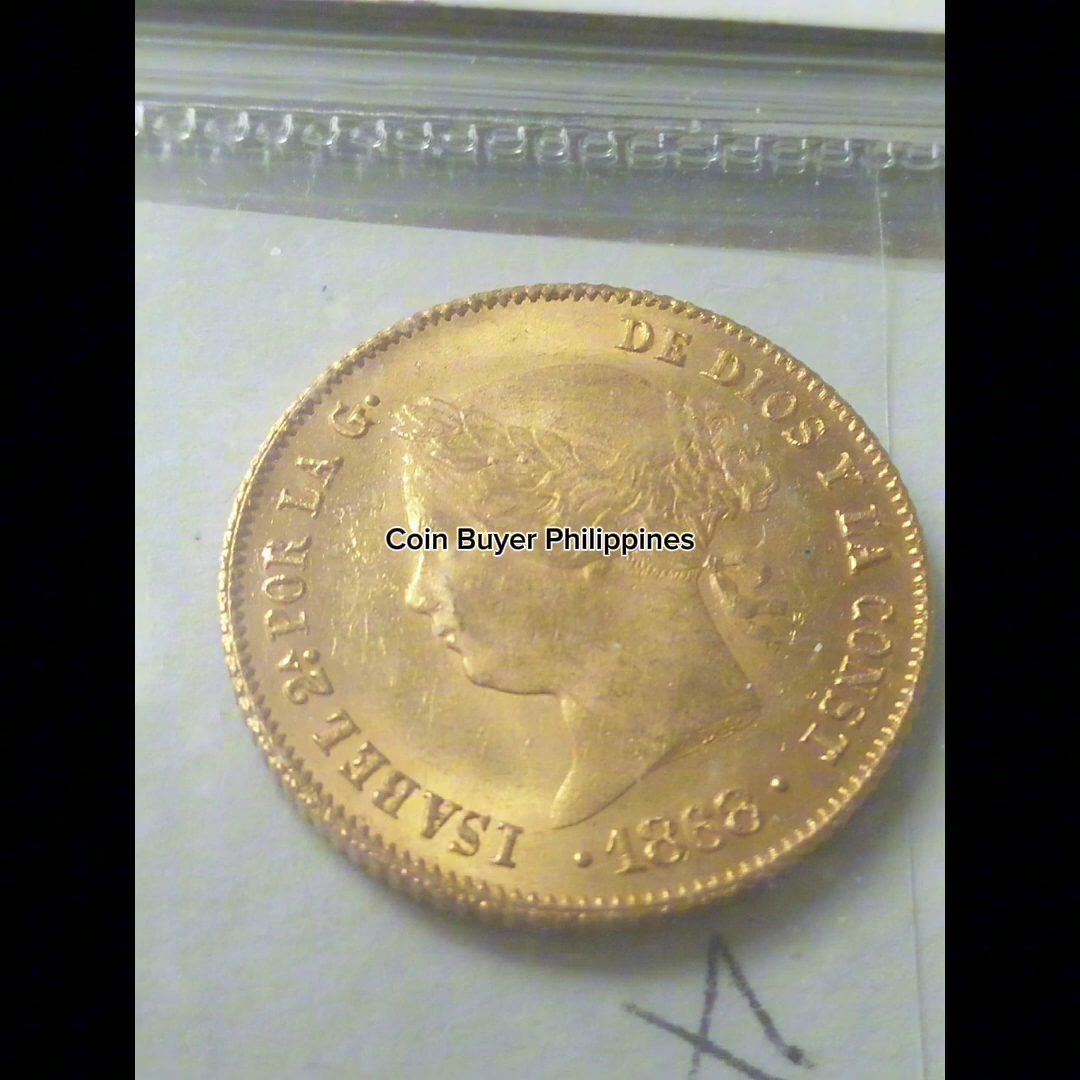 ISABEL 2ª. POR LA G. DE DIOS Y LA CONST
· 1868 ·
Coin Buyer Philippines